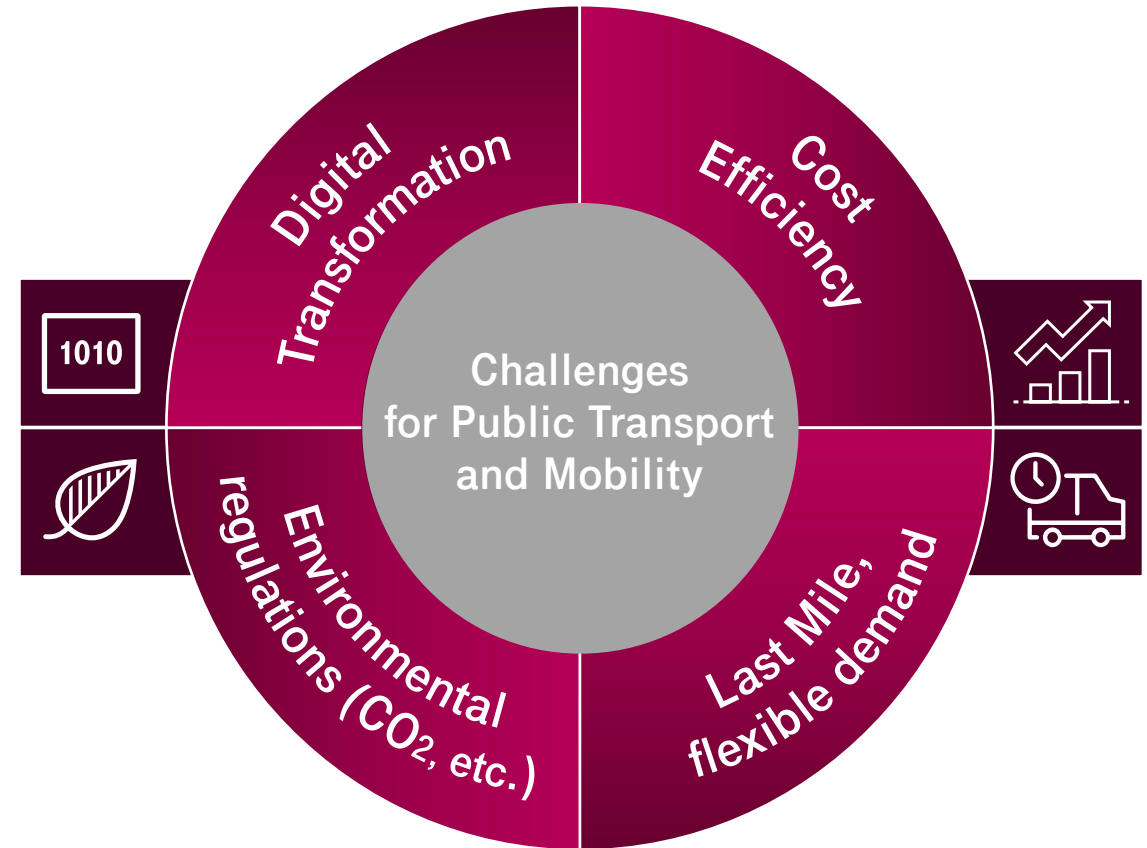 Digital
Transformation
Cost
Efficiency
1010
Challenges
for Public Transport
and Mobility
Environmental
regulations (CO2, etc.)
Last Mile,
flexible demand